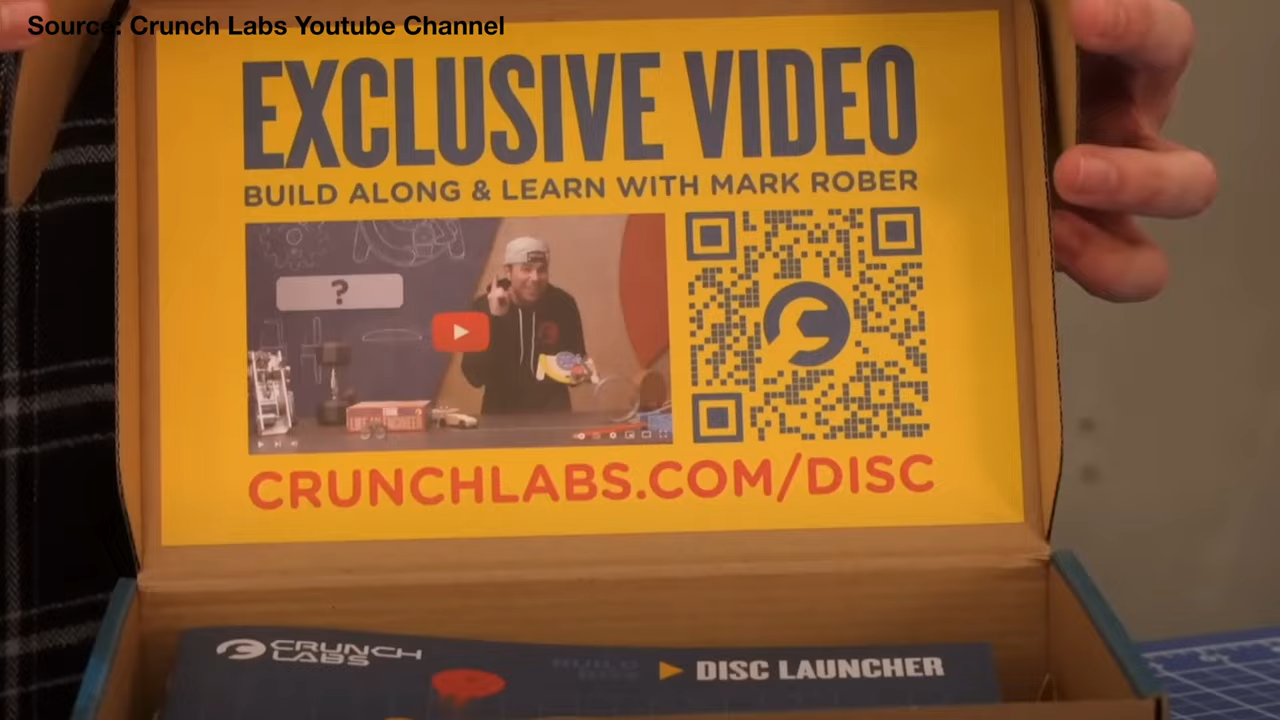 Source: Crunch Labs Youtube Channel
EXCLUSIVE VIDEO
BUILD ALONG & LEARN WITH MARK ROBER
?
CRUNCHLABS.COM/DISC
CRUNCH
LABS
BUILD
DISC LAUNCHER